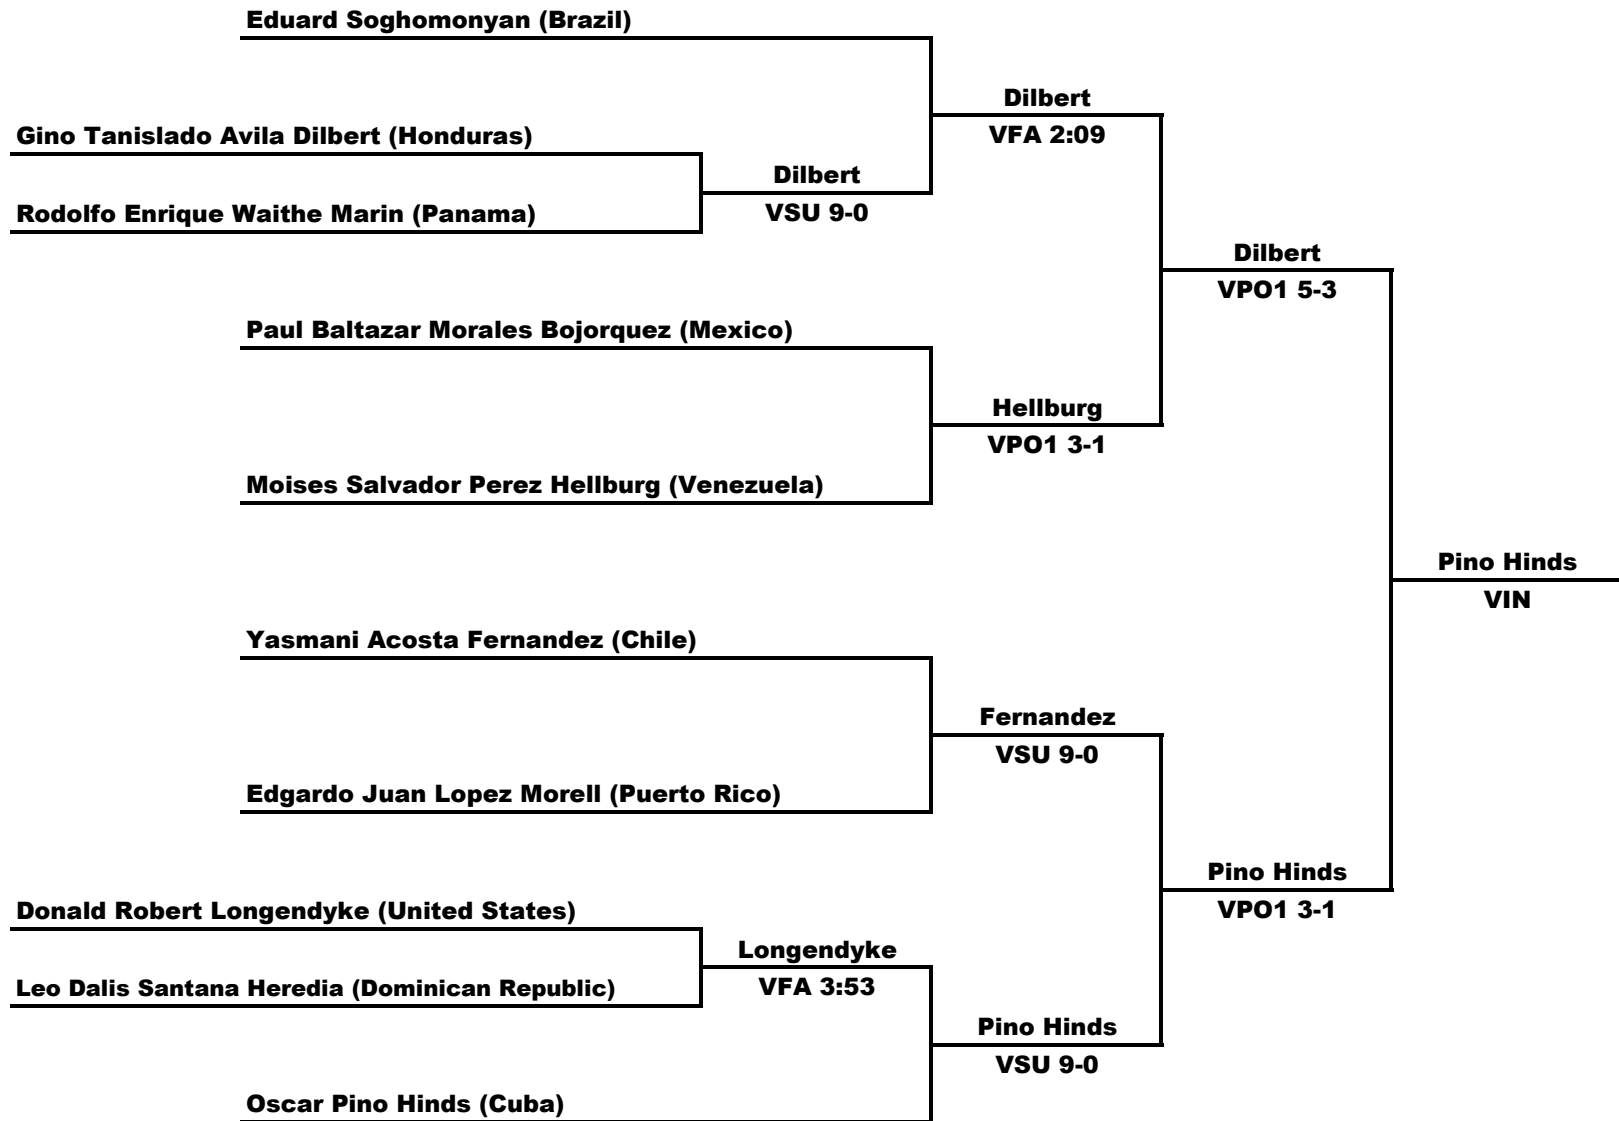 Eduard Soghomonyan (Brazil)
Dilbert
VFA 2:09
Gino Tanislado Avila Dilbert (Honduras)
Dilbert
VSU 9-0
Rodolfo Enrique Waithe Marin (Panama)
Dilbert
VPO1 5-3
Paul Baltazar Morales Bojorquez (Mexico)
Hellburg
VPO1 3-1
Moises Salvador Perez Hellburg (Venezuela)
Pino Hinds
VIN
Yasmani Acosta Fernandez (Chile)
Fernandez
VSU 9-0
Edgardo Juan Lopez Morell (Puerto Rico)
Pino Hinds
VPO1 3-1
Donald Robert Longendyke (United States)
Longendyke
VFA 3:53
Leo Dalis Santana Heredia (Dominican Republic)
Pino Hinds
VSU 9-0
Oscar Pino Hinds (Cuba)